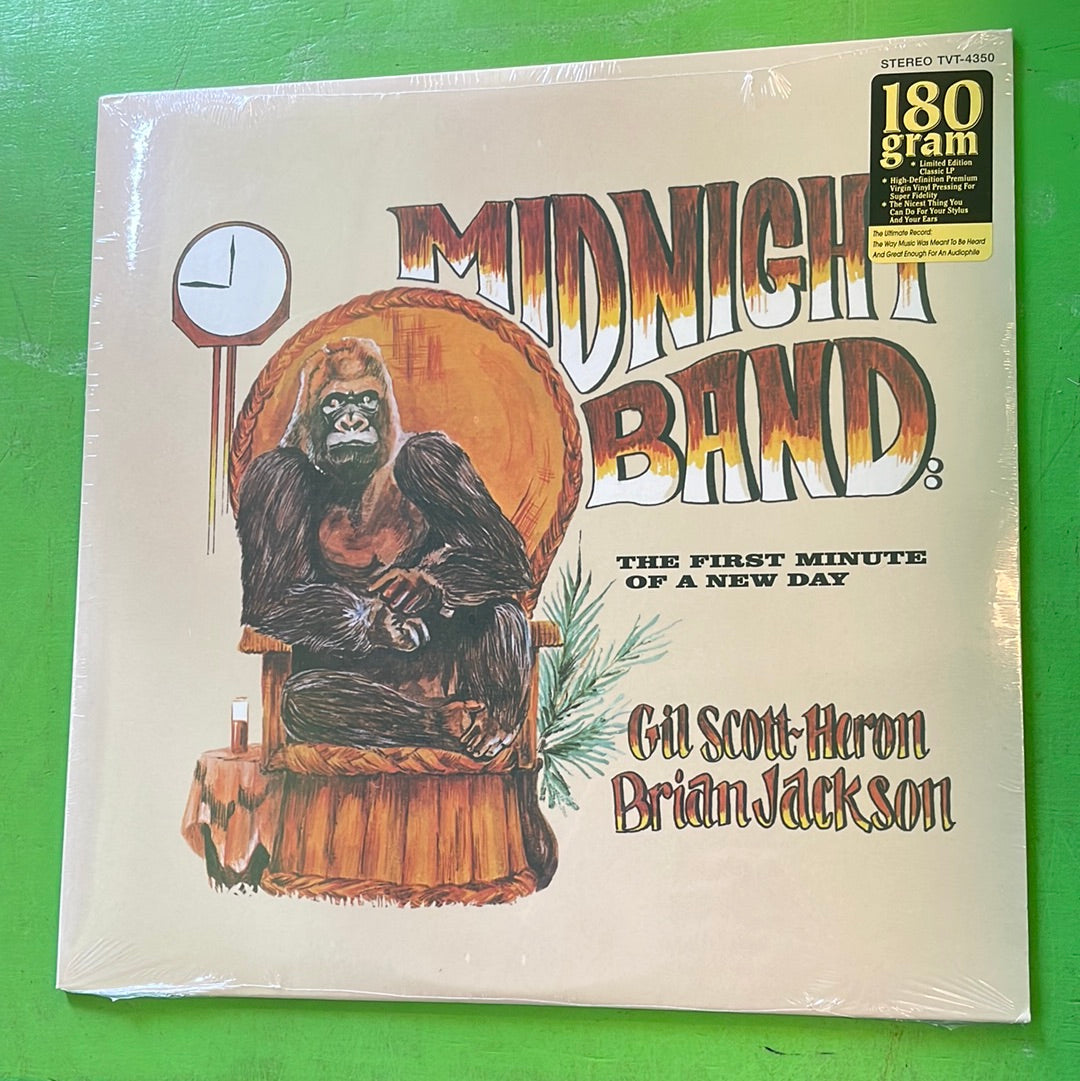 STEREO TVT-4350
180
gram
* Limited Edition
Classic LP
* High-Definition Premium
Virgin Vinyl Pressing For
Super Fidelity
* The Nicest Thing You
Can Do For Your Stylus
And Your Ears
The Ultimate Record:
The Way Music Was Meant To Be Heard
And Great Enough For An Audiophile
MIDNIGHT
BAND:
THE FIRST MINUTE
OF A NEW DAY
Gil Scott-Heron
Brian Jackson